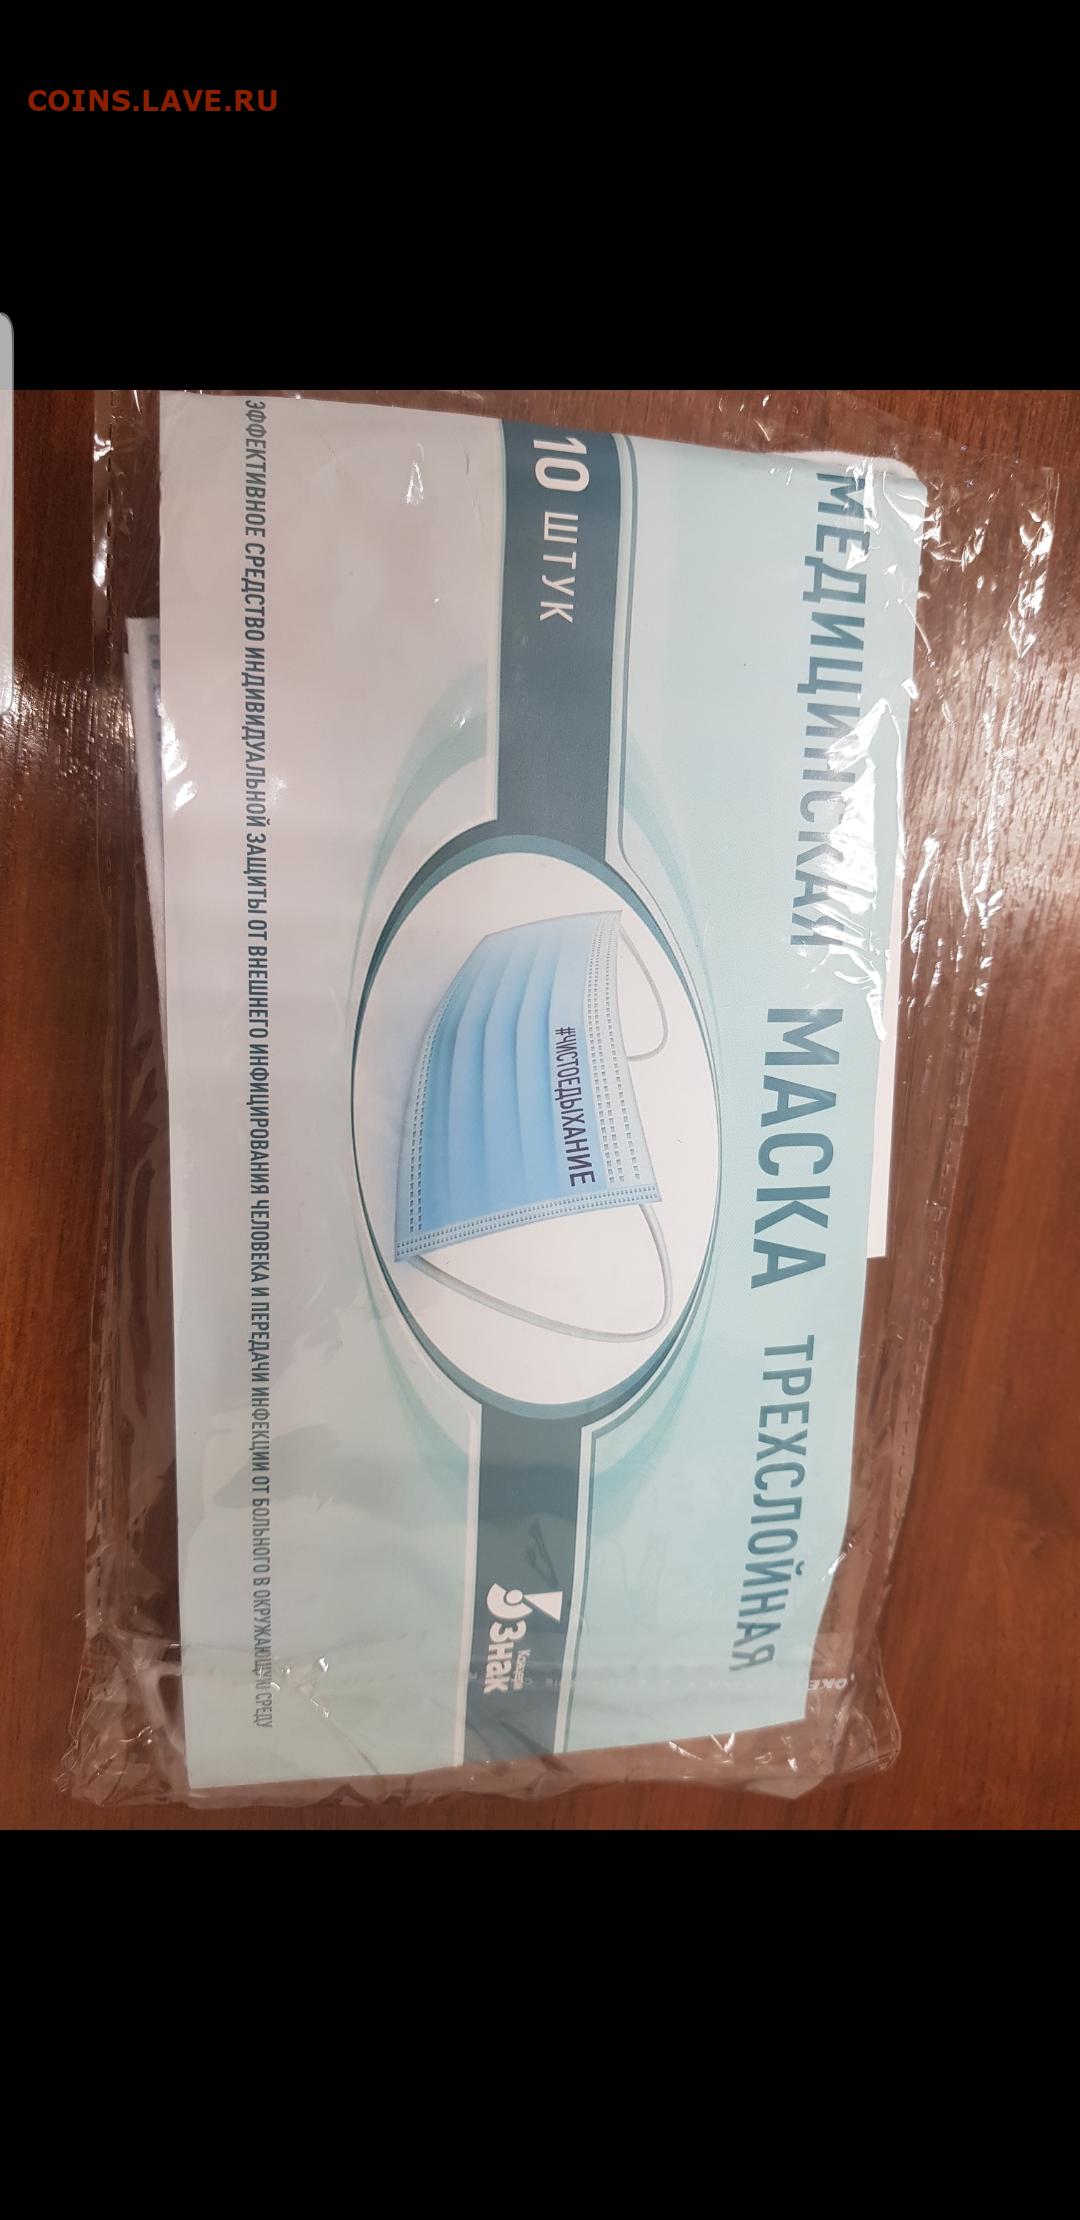 COINS.LAVE.RU
МЕДИЦИНСКАЯ МАСКА ТРЕХСЛОЙНАЯ
10 ШТУК
#ЧИСТОЕДЫХАНИЕ
Знак
ЭФФЕКТИВНОЕ СРЕДСТВО ИНДИВИДУАЛЬНОЙ ЗАЩИТЫ ОТ ВНЕШНЕГО ИНФИЦИРОВАНИЯ ЧЕЛОВЕКА И ПЕРЕДАЧИ ИНФЕКЦИИ ОТ БОЛЬНОГО В ОКРУЖАЮЩУЮ СРЕДУ